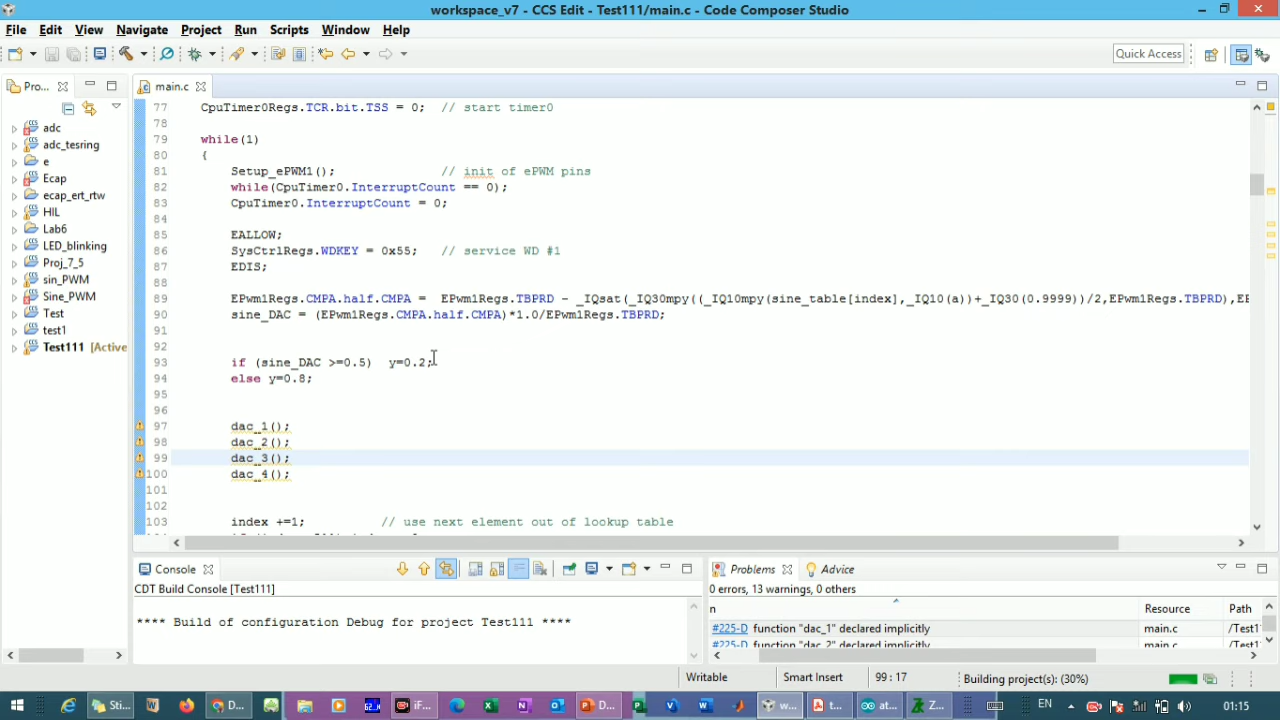 workspace_v7 - CCS Edit - Test111/main.c - Code Composer Studio
File Edit View Navigate Project Run Scripts Window Help
Quick Access
Pro...
main.c
adc
adc_tesring
e
Ecap
ecap_ert_rtw
HIL
Lab6
LED_blinking
Proj_7_5
sin_PWM
Sine_PWM
Test
test1
Test111 [Active
77 CpuTimer0Regs.TCR.bit.TSS = 0; // start timer0
78
79 while(1)
80 {
81 Setup_ePWM1(); // init of ePWM pins
82 while(CpuTimer0.InterruptCount == 0);
83 CpuTimer0.InterruptCount = 0;
84
85 EALLOW;
86 SysCtrlRegs.WDKEY = 0x55; // service WD #1
87 EDIS;
88
89 EPwm1Regs.CMPA.half.CMPA = EPwm1Regs.TBPRD - _IQsat(_IQ30mpy((_IQ10mpy(sine_table[index],_IQ10(a))+_IQ30(0.9999))/2,EPwm1Regs.TBPRD),EP
90 sine_DAC = (EPwm1Regs.CMPA.half.CMPA)*1.0/EPwm1Regs.TBPRD;
91
92
93 if (sine_DAC >=0.5) y=0.2;
94 else y=0.8;
95
96
97 dac_1();
98 dac_2();
99 dac_3();
100 dac_4();
101
102
103 index +=1; // use next element out of lookup table
Console
CDT Build Console [Test111]
**** Build of configuration Debug for project Test111 ****
Problems Advice
0 errors, 13 warnings, 0 others
n Resource Path
#225-D function "dac_1" declared implicitly main.c /Test1
#225-D function "dac_2" declared implicitly main.c /Test1
Writable Smart Insert 99 : 17 Building project(s): (30%)
Sti... D... iF... D... w... t... at... Z... EN 01:15